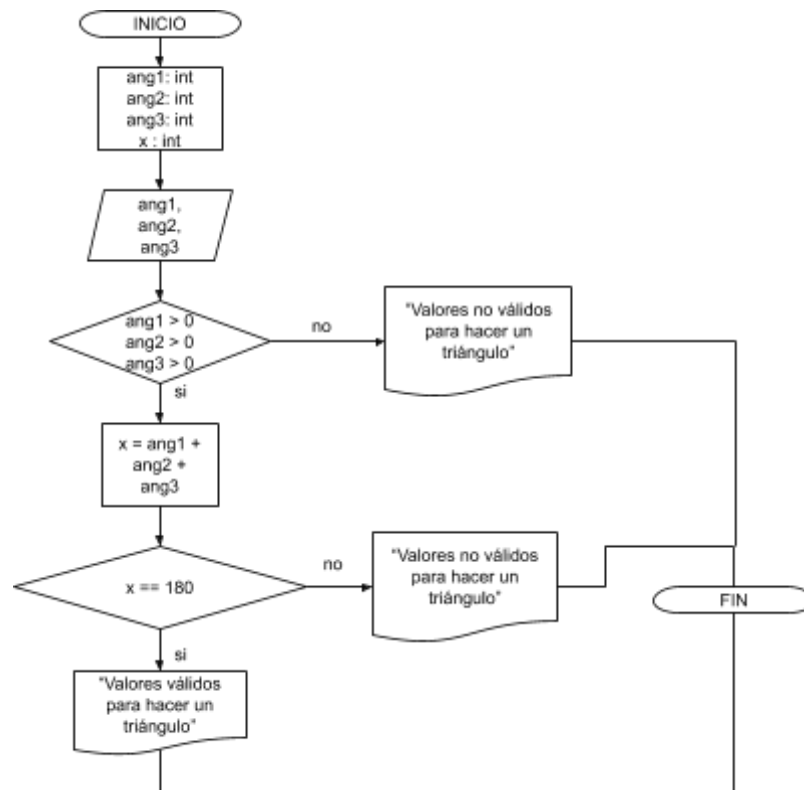 INICIO
ang1: int
ang2: int
ang3: int
x : int
ang1,
ang2,
ang3
ang1 > 0
ang2 > 0
ang3 > 0
no
"Valores no válidos
para hacer un
triángulo"
si
x = ang1 +
ang2 +
ang3
x == 180
no
"Valores no válidos
para hacer un
triángulo"
FIN
si
"Valores válidos
para hacer un
triángulo"